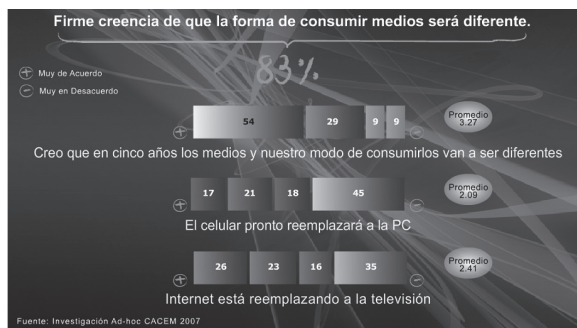 Firme creencia de que la forma de consumir medios será diferente.
83%
+ Muy de Acuerdo
− Muy en Desacuerdo
+ 54 29 9 9 −
Promedio
3.27
Creo que en cinco años los medios y nuestro modo de consumirlos van a ser diferentes
+ 17 21 18 45 −
Promedio
2.09
El celular pronto reemplazará a la PC
+ 26 23 16 35 −
Promedio
2.41
Internet está reemplazando a la televisión
Fuente: Investigación Ad-hoc CACEM 2007